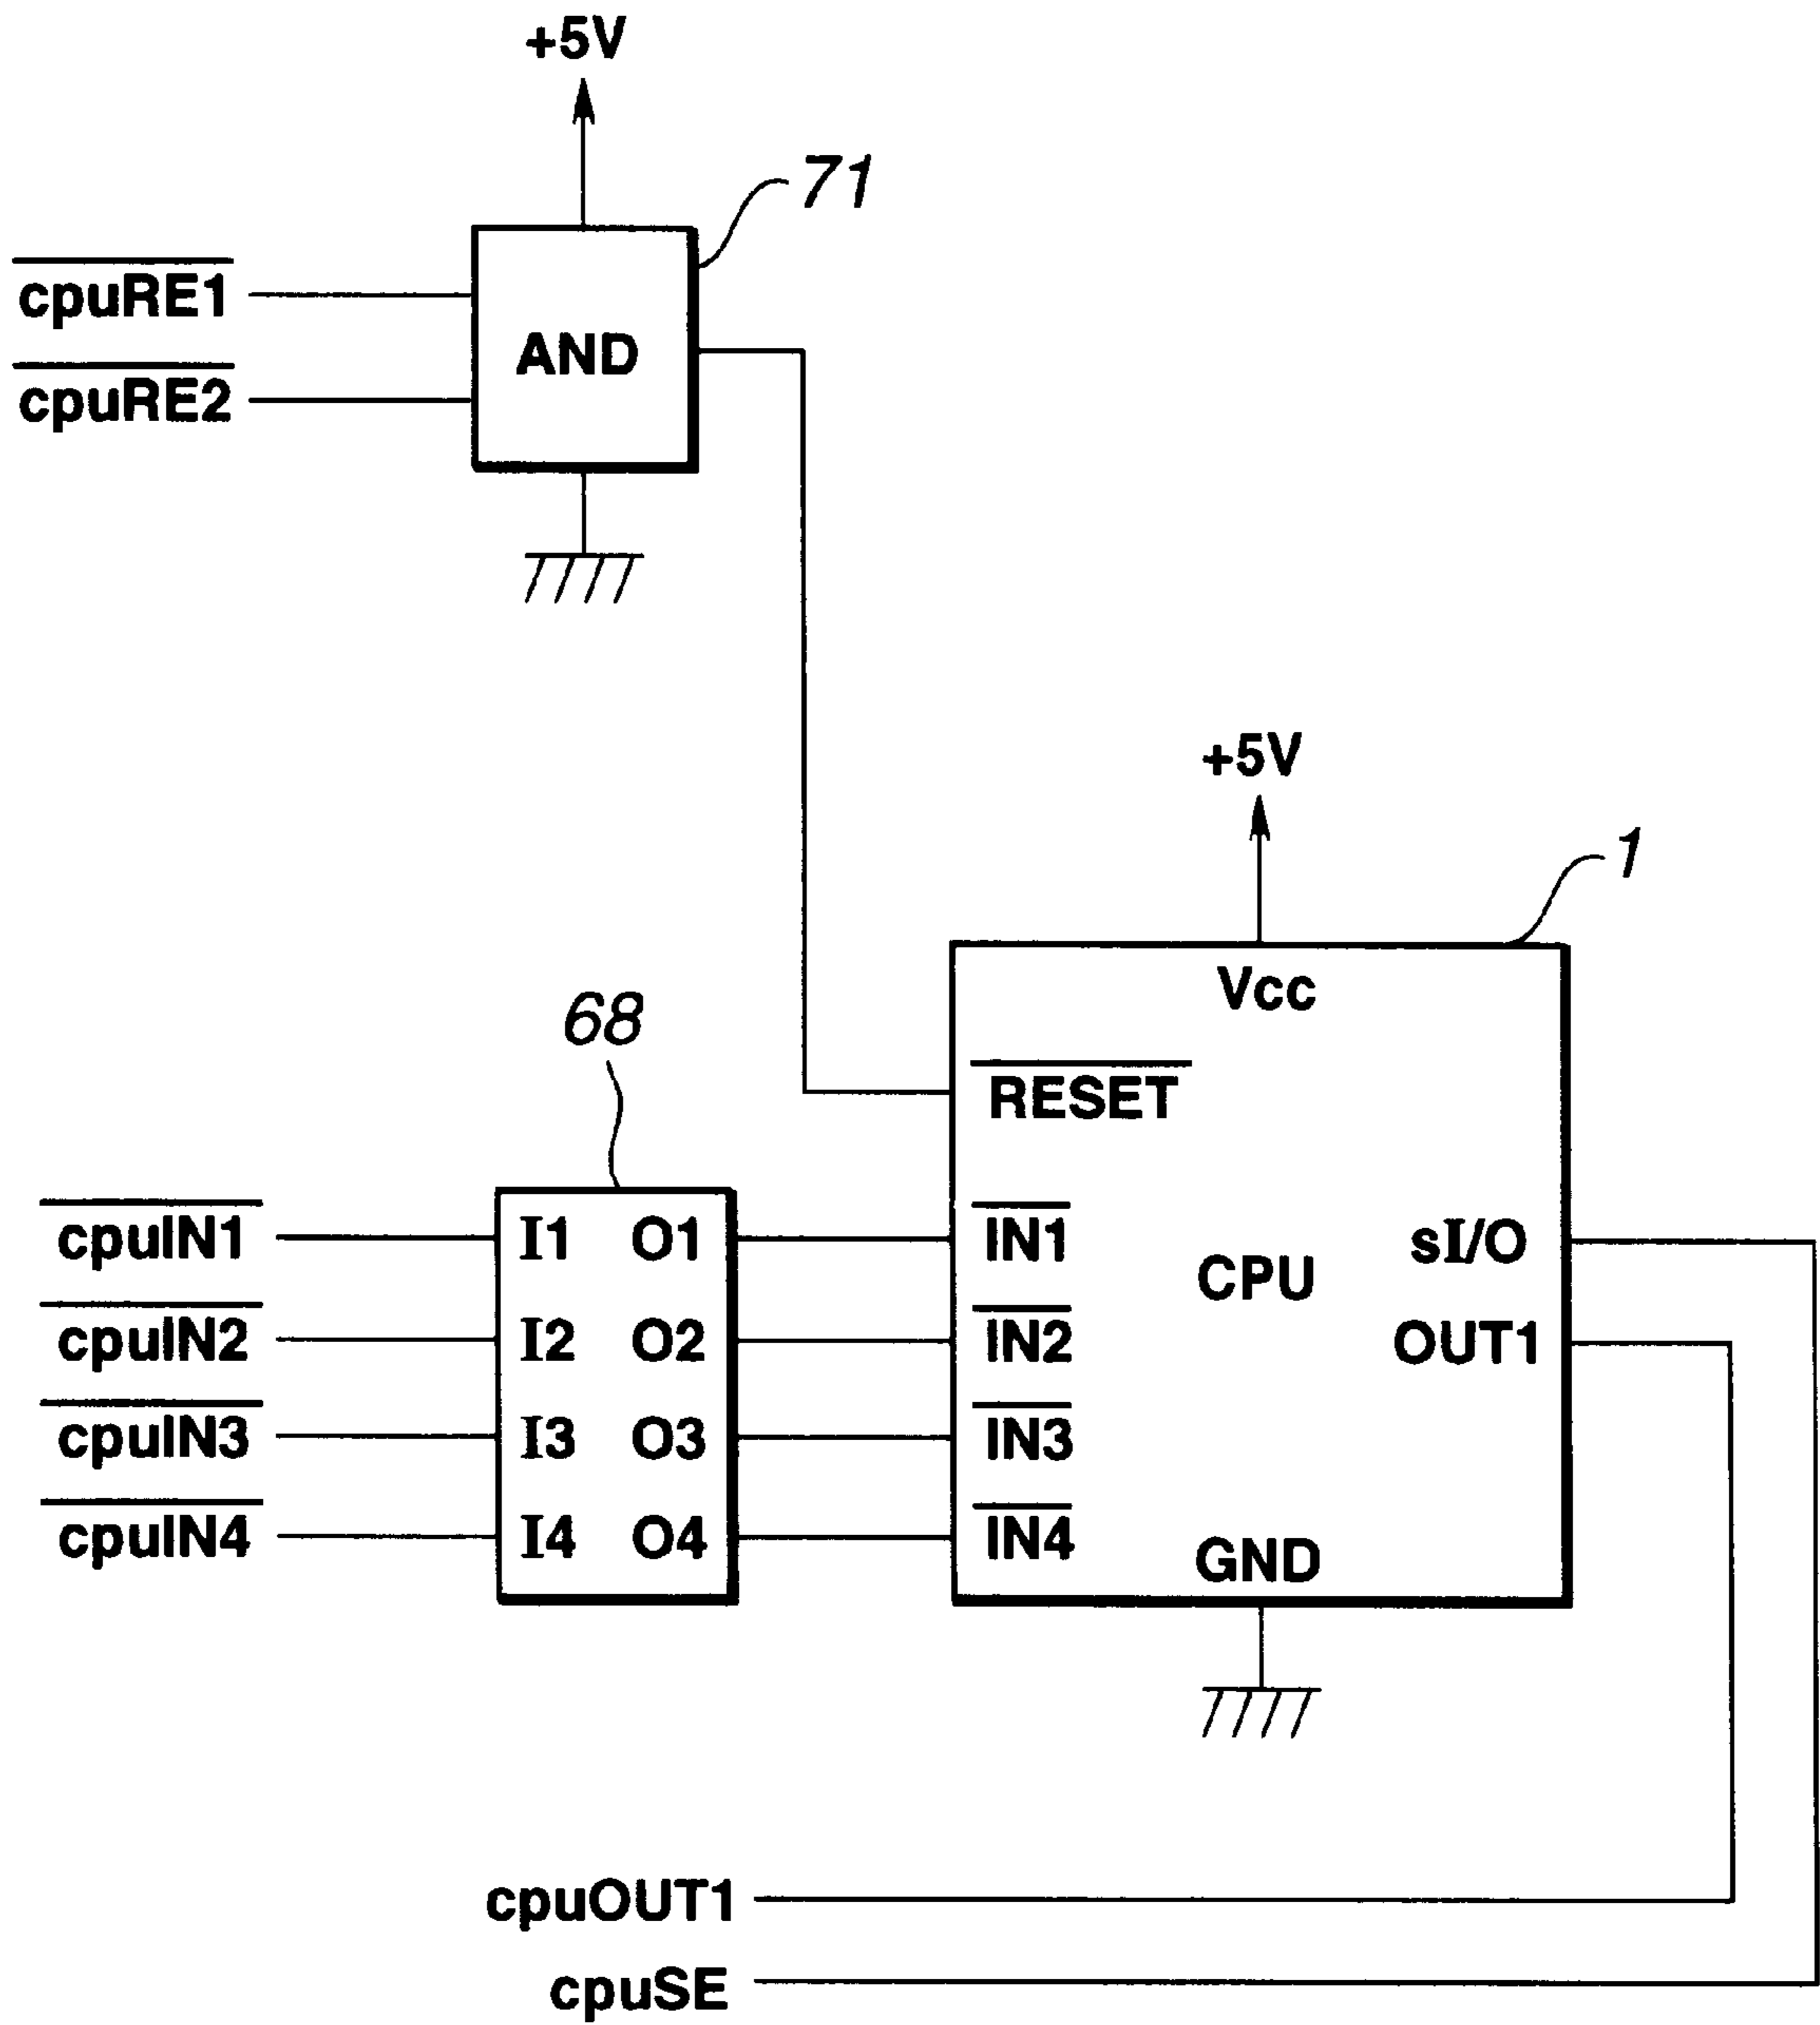 +5V
71
cpuRE1
AND
cpuRE2
+5V
1
Vcc
68
RESET
cpuIN1 I1 O1 IN1 sI/O
CPU
cpuIN2 I2 O2 IN2 OUT1
cpuIN3 I3 O3 IN3
cpuIN4 I4 O4 IN4
GND
cpuOUT1
cpuSE